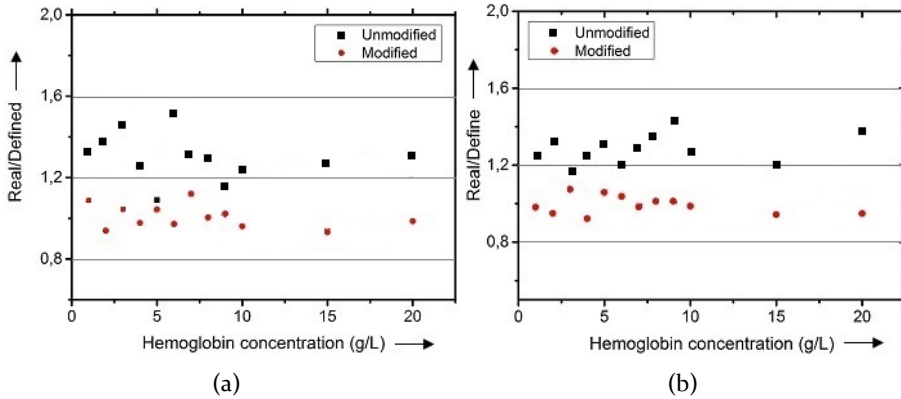 2,0
1,6
1,2
0,8
Real/Defined
Unmodified
Modified
0
5
10
15
20
Hemoglobin concentration (g/L)
(a)
2,0
1,6
1,2
0,8
Real/Define
Unmodified
Modified
0
5
10
15
20
Hemoglobin concentration (g/L)
(b)